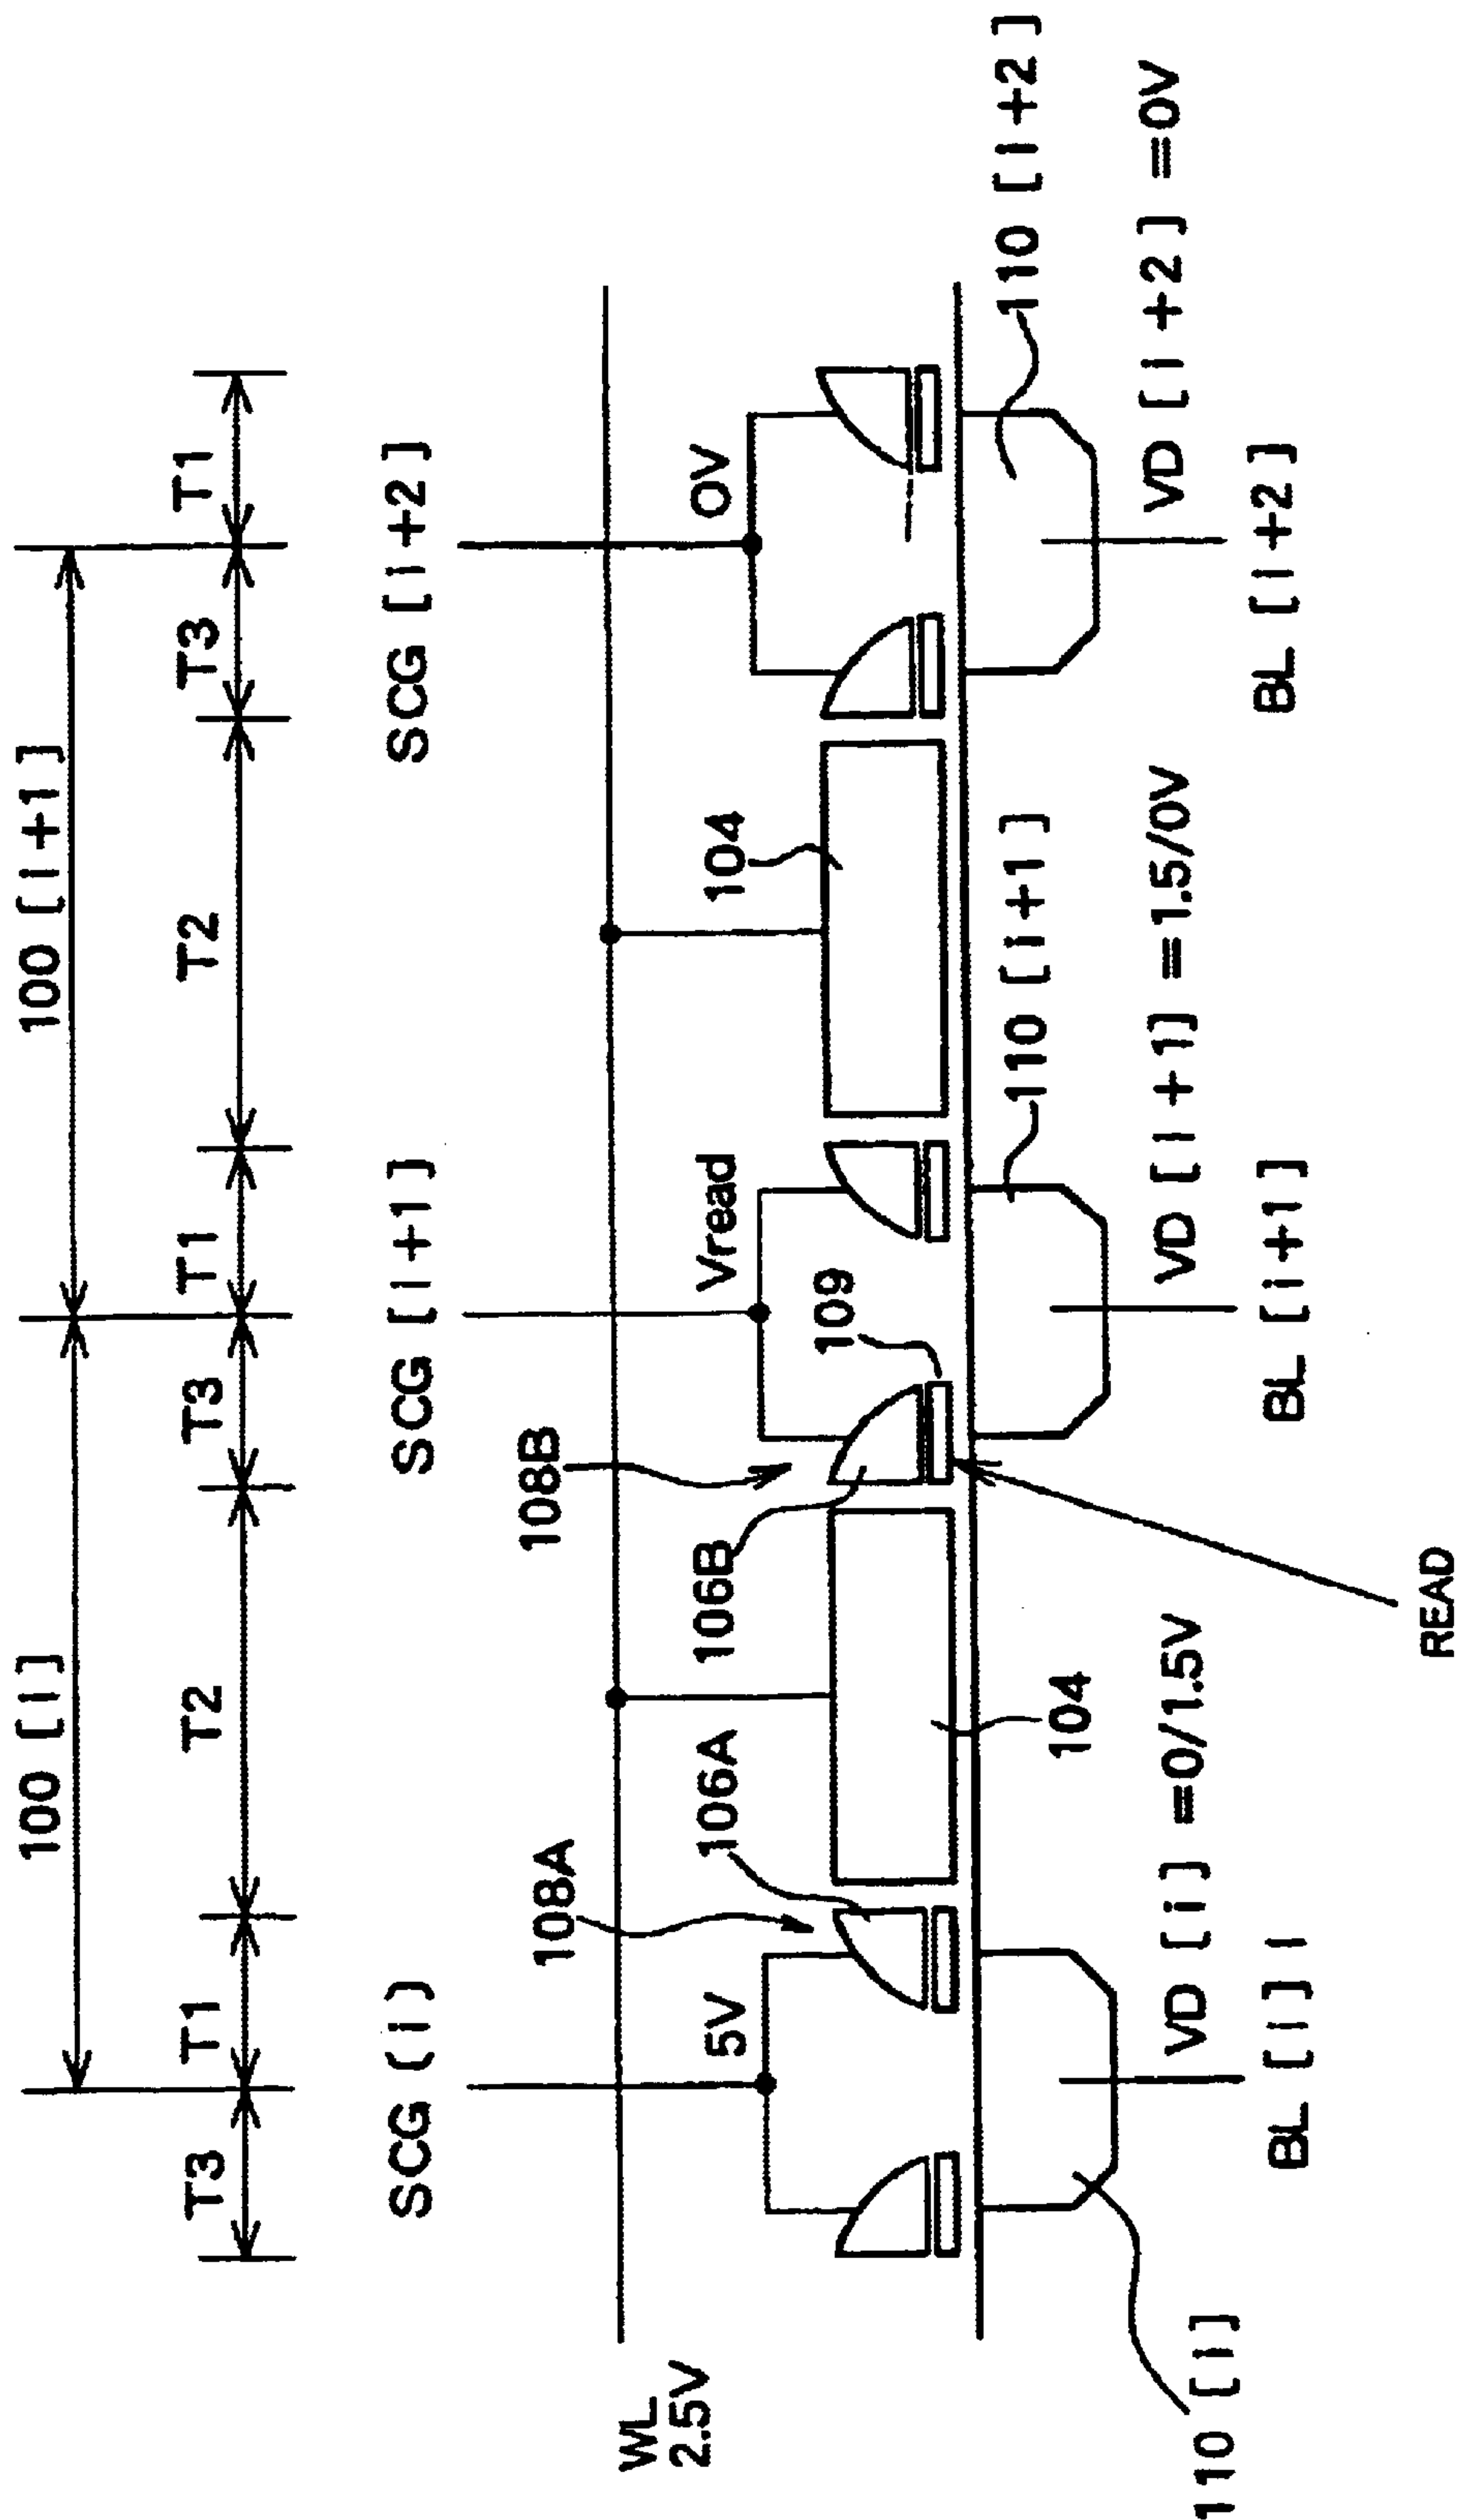 100 [i]
100 [i+1]
T3
T1
T2
T3
T1
T2
T3
T1
SCG (i)
SCG [i+1]
SCG [i+2]
WL
2.5V
108A
108B
5V
106A
106B
Vread
109
104
0V
104
110 [i]
110 [i+1]
110 [i+2]
VD [i] =0/1.5V
VD [i+1] =1.5/0V
VD [i+2] =0V
BL [i] i
BL [i+1]
BL [i+2]
READ